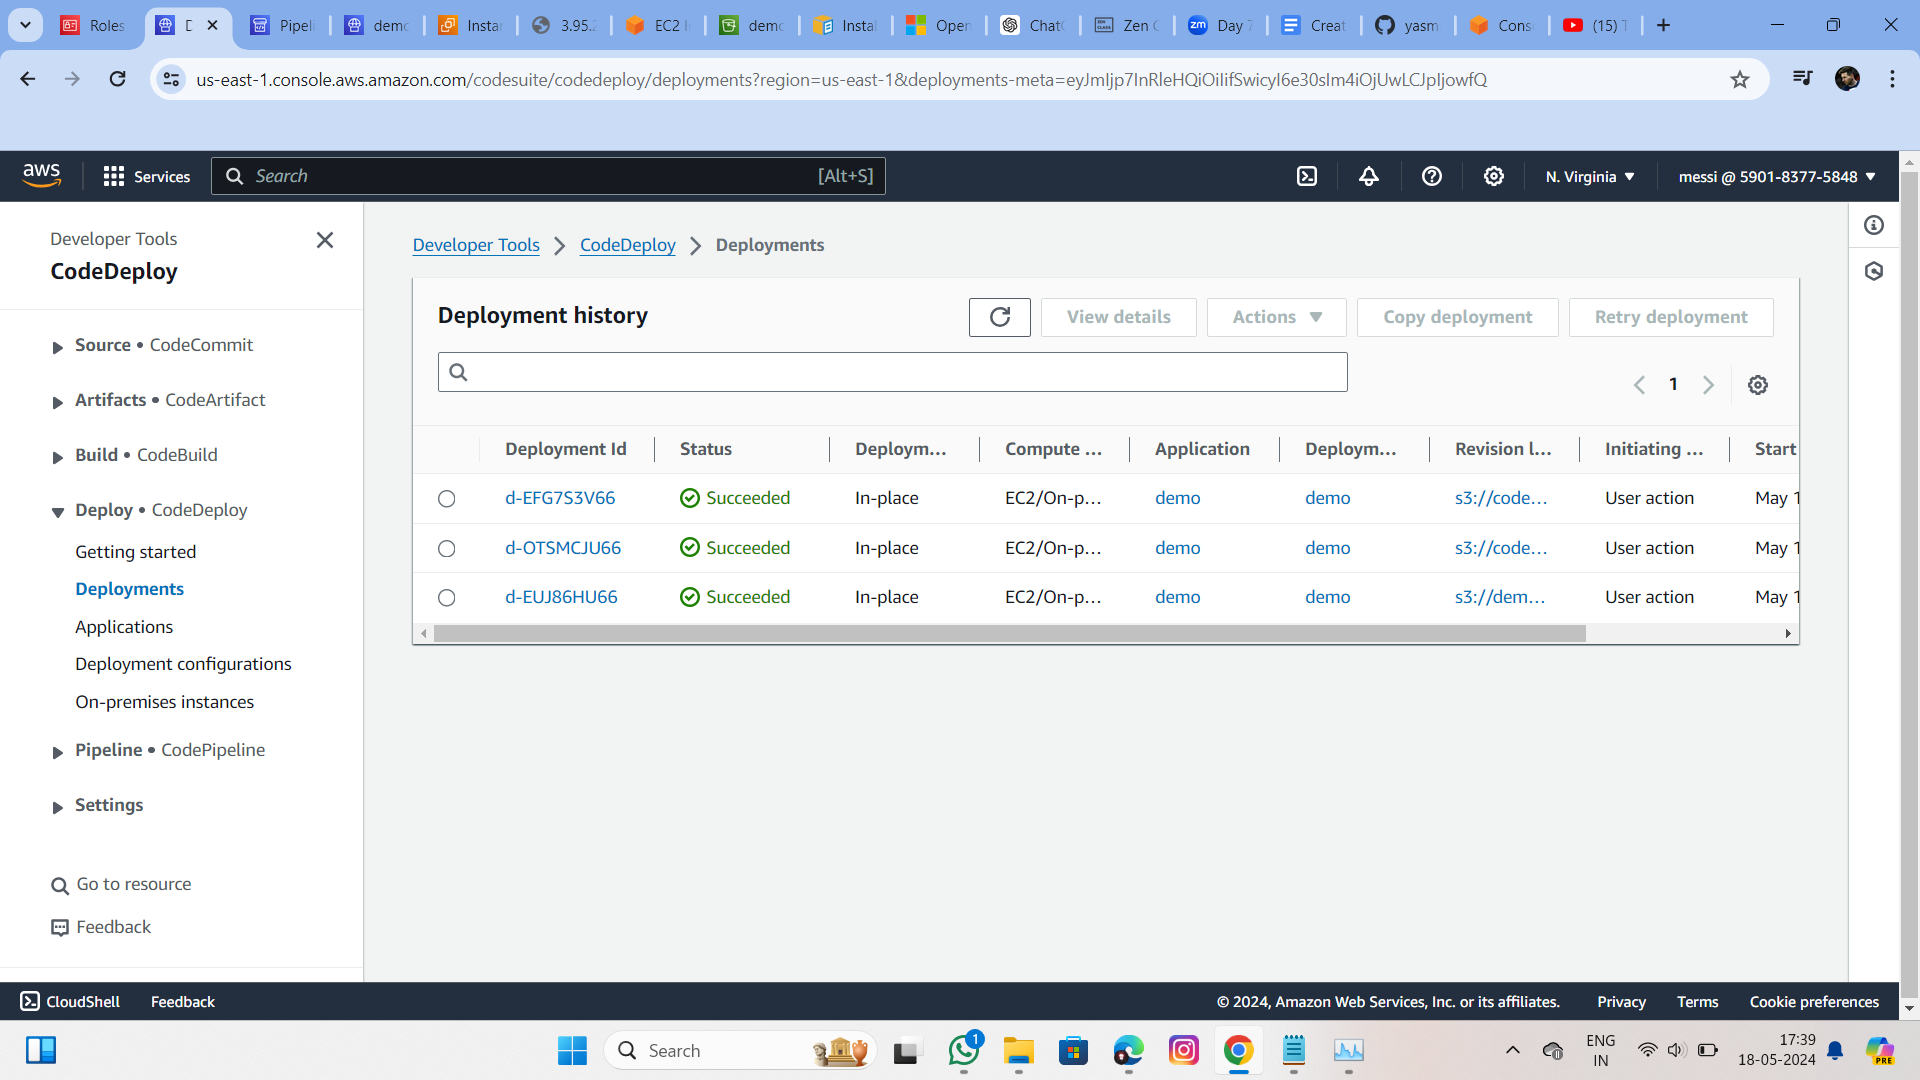 Roles
D
Pipeli
demo
Instan
3.95.2
EC2 I
demo
Instal
Open
ChatG
Zen C
Day 7
Creat
yasm
Cons
(15) T
us-east-1.console.aws.amazon.com/codesuite/codedeploy/deployments?region=us-east-1&deployments-meta=eyJmIjp7InRleHQiOiIifSwicyI6e30sIm4iOjUwLCJpIjowfQ
aws
Services
Search
[Alt+S]
N. Virginia
messi @ 5901-8377-5848
Developer Tools
CodeDeploy
Source • CodeCommit
Artifacts • CodeArtifact
Build • CodeBuild
Deploy • CodeDeploy
Getting started
Deployments
Applications
Deployment configurations
On-premises instances
Pipeline • CodePipeline
Settings
Go to resource
Feedback
Developer Tools
CodeDeploy
Deployments
Deployment history
View details
Actions
Copy deployment
Retry deployment
1
Deployment Id Status Deploym... Compute ... Application Deploym... Revision l... Initiating ... Start
d-EFG7S3V66 Succeeded In-place EC2/On-p... demo demo s3://code... User action May 1
d-OTSMCJU66 Succeeded In-place EC2/On-p... demo demo s3://code... User action May 1
d-EUJ86HU66 Succeeded In-place EC2/On-p... demo demo s3://dem... User action May 1
CloudShell
Feedback
© 2024, Amazon Web Services, Inc. or its affiliates.
Privacy
Terms
Cookie preferences
Search
1
ENG
IN
17:39
18-05-2024
PRE